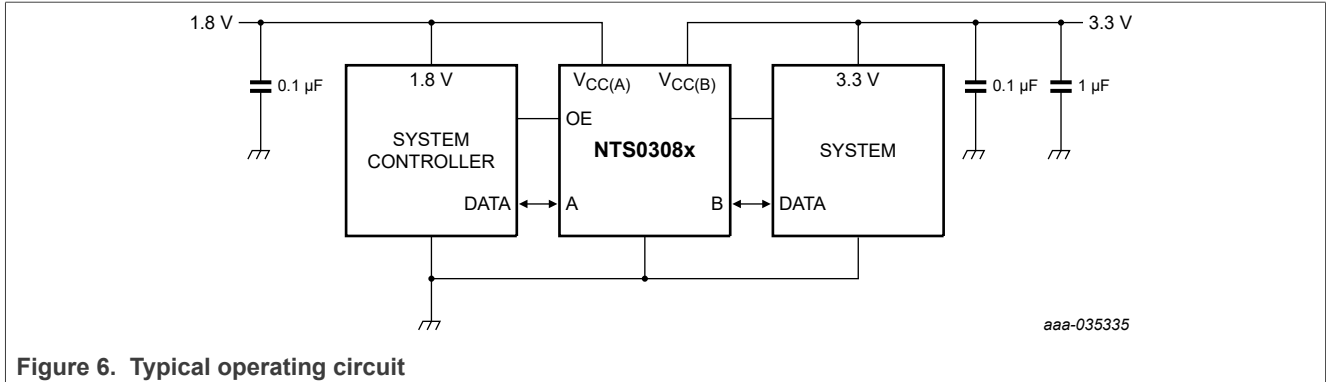 1.8 V
3.3 V
0.1 µF
1.8 V
VCC(A)
VCC(B)
3.3 V
0.1 µF
1 µF
OE
SYSTEM
CONTROLLER
NTS0308x
SYSTEM
DATA
A
B
DATA
aaa-035335
Figure 6. Typical operating circuit